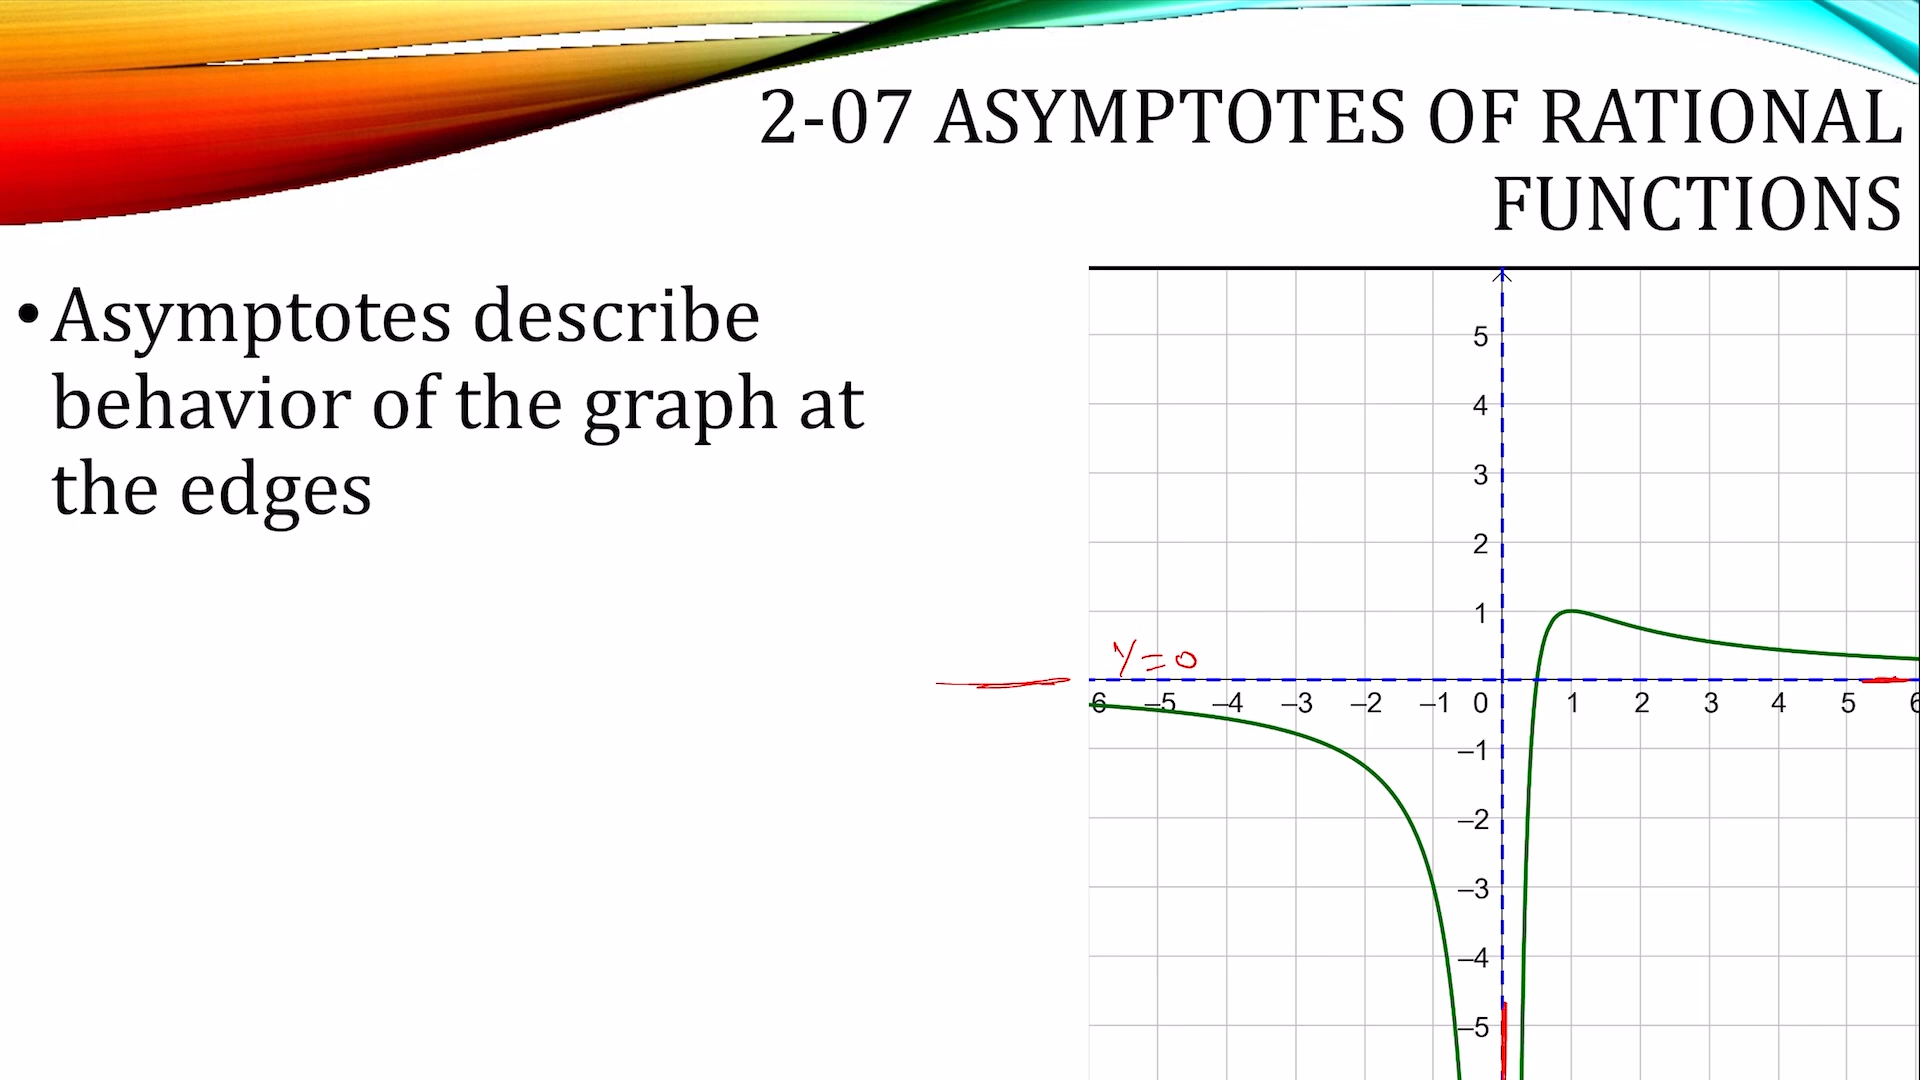 2-07 ASYMPTOTES OF RATIONAL
FUNCTIONS
• Asymptotes describe
behavior of the graph at
the edges
5
4
3
2
1
y=0
6 –5 –4 –3 –2 –1 0 1 2 3 4 5 6
–1
–2
–3
–4
–5